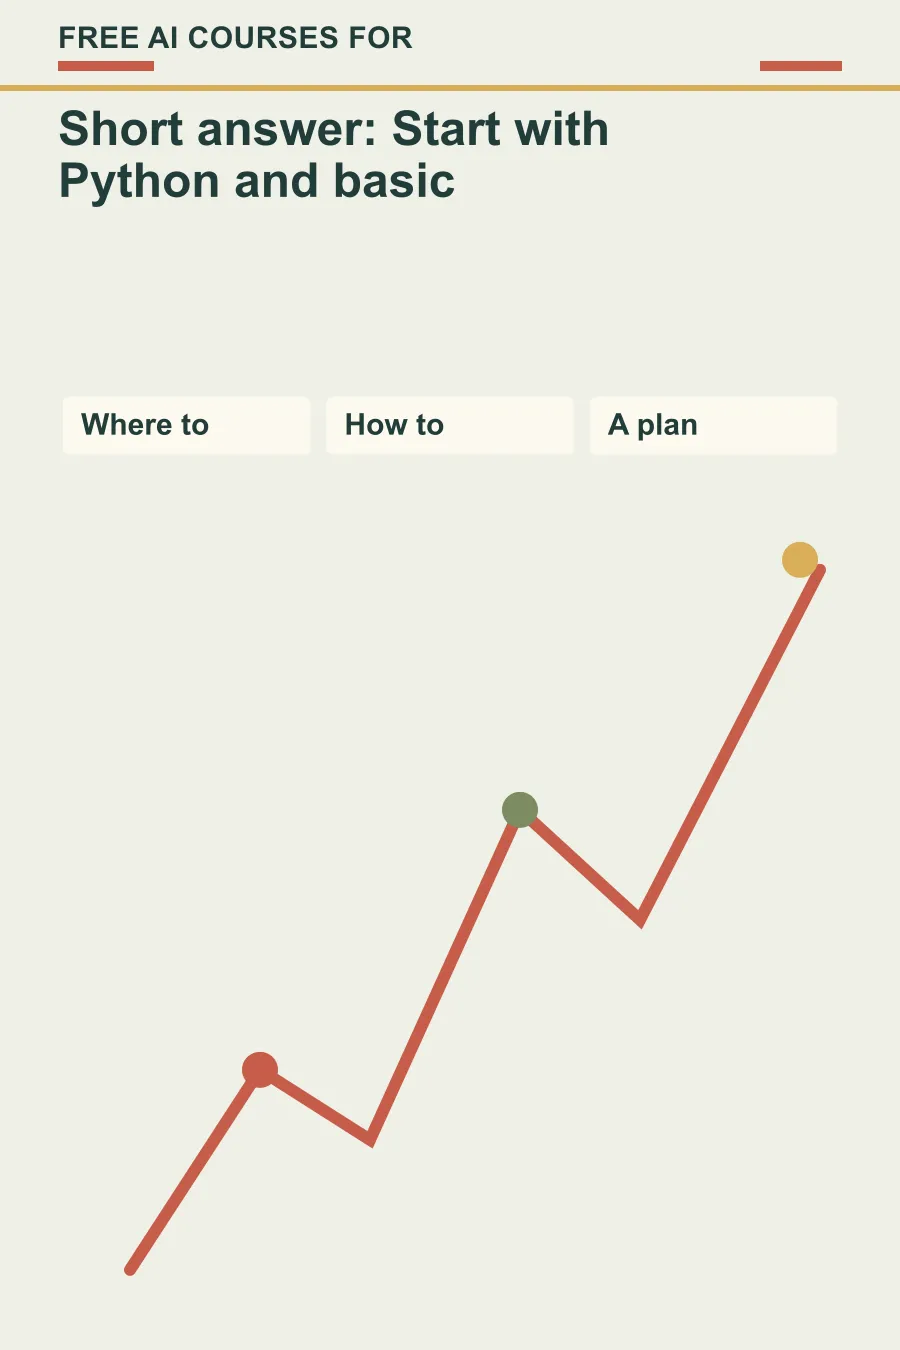 FREE AI COURSES FOR
Short answer: Start with
Python and basic
Where to
How to
A plan